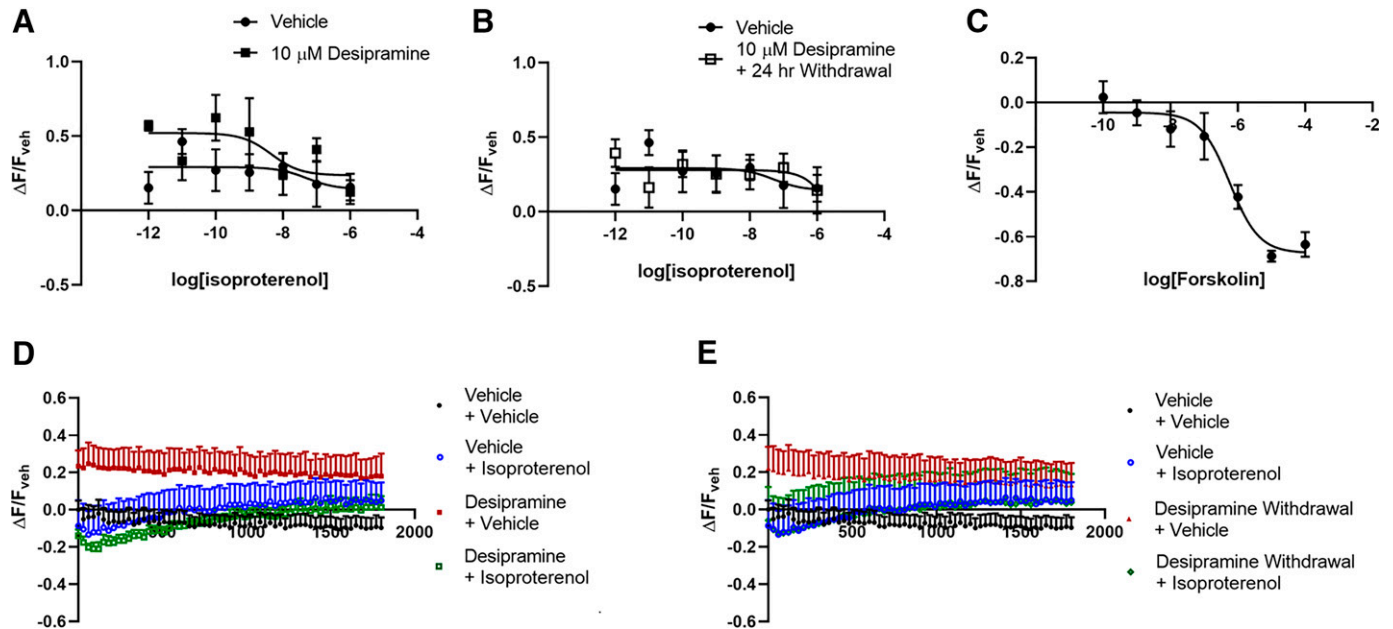 A
Vehicle
10 μM Desipramine
1.0
0.5
0.0
-0.5
-12
-10
-8
-6
-4
ΔF/Fveh
log[isoproterenol]
B
Vehicle
10 μM Desipramine
+ 24 hr Withdrawal
1.0
0.5
0.0
-0.5
-12
-10
-8
-6
-4
ΔF/Fveh
log[isoproterenol]
C
0.2
0.0
-0.2
-0.4
-0.6
-0.8
-10
-8
-6
-4
-2
ΔF/Fveh
log[Forskolin]
D
0.6
0.4
0.2
0.0
-0.2
-0.4
-0.6
500
1000
1500
2000
ΔF/Fveh
Vehicle
+ Vehicle
Vehicle
+ Isoproterenol
Desipramine
+ Vehicle
Desipramine
+ Isoproterenol
E
0.6
0.4
0.2
0.0
-0.2
-0.4
-0.6
500
1000
1500
2000
ΔF/Fveh
Vehicle
+ Vehicle
Vehicle
+ Isoproterenol
Desipramine Withdrawal
+ Vehicle
Desipramine Withdrawal
+ Isoproterenol